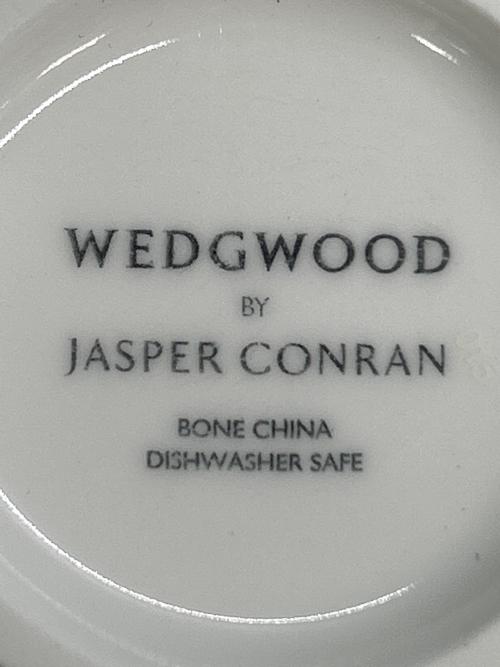 WEDGWOOD
BY
JASPER CONRAN
BONE CHINA
DISHWASHER SAFE